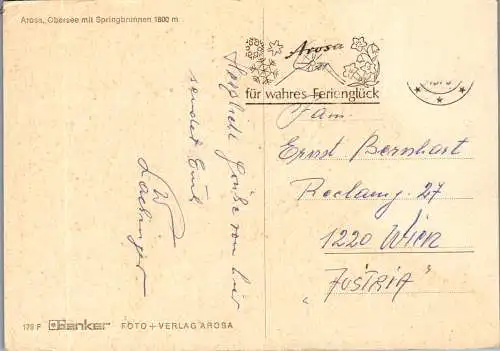 Arosa, Obersee mit Springbrunnen 1800 m
Arosa
für wahres Ferienglück
Herzliche Grüße von hier
sendet Euch
Fam.
Ernst Bernhart
Reclamg. 27
1220 Wien
"AUSTRIA"
178 P Danker FOTO + VERLAG AROSA